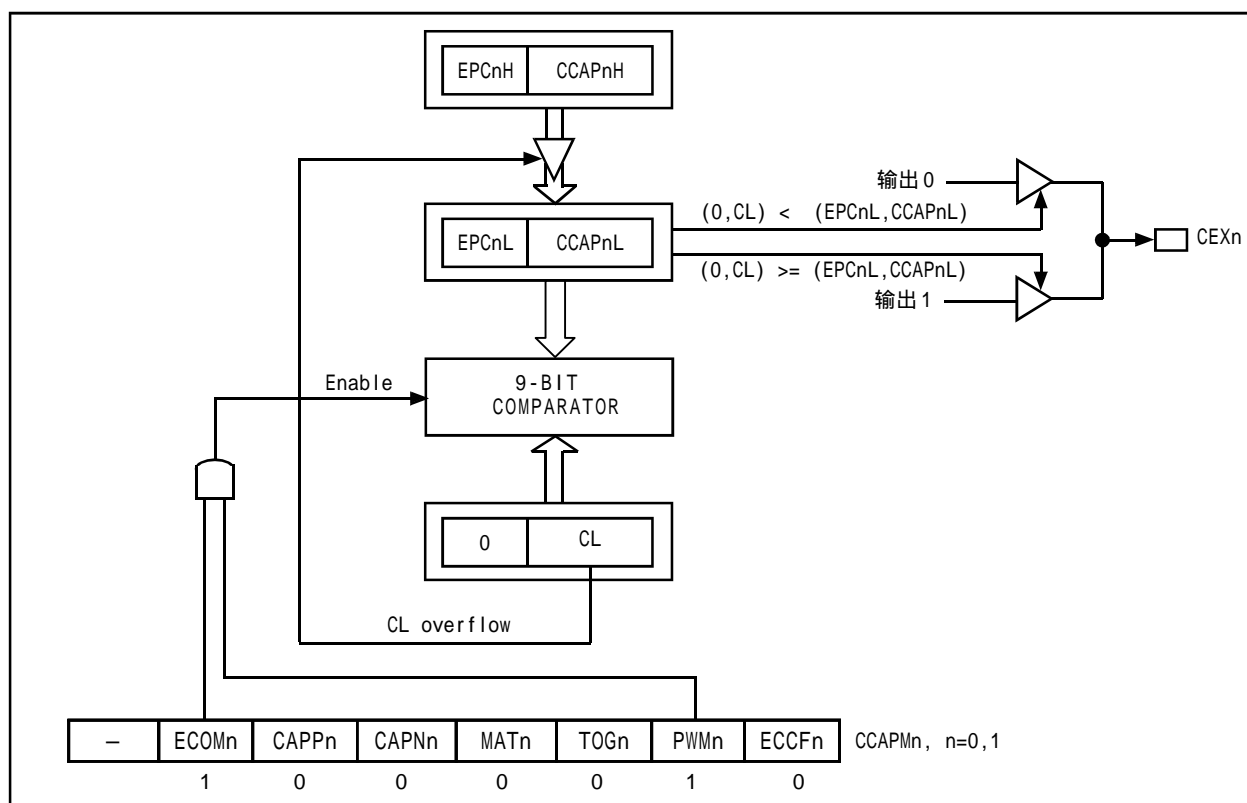 EPCnH CCAPnH
输出0
(0,CL) < (EPCnL,CCAPnL)
EPCnL CCAPnL
CEXn
(0,CL) >= (EPCnL,CCAPnL)
输出1
Enable
9-BIT
COMPARATOR
0 CL
CL overflow
— ECOMn CAPPn CAPNn MATn TOGn PWMn ECCFn CCAPMn, n=0,1
1 0 0 0 0 1 0